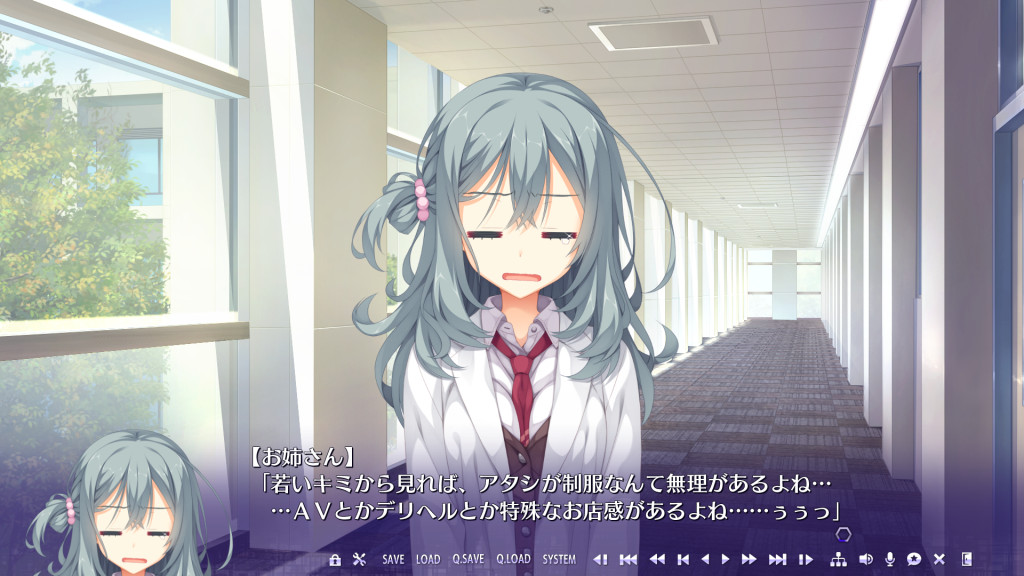 【お姉さん】
「若いキミから見れば、アタシが制服なんて無理があるよね…
…ＡＶとかデリヘルとか特殊なお店感があるよね……ぅぅっ」
SAVE LOAD Q.SAVE Q.LOAD SYSTEM